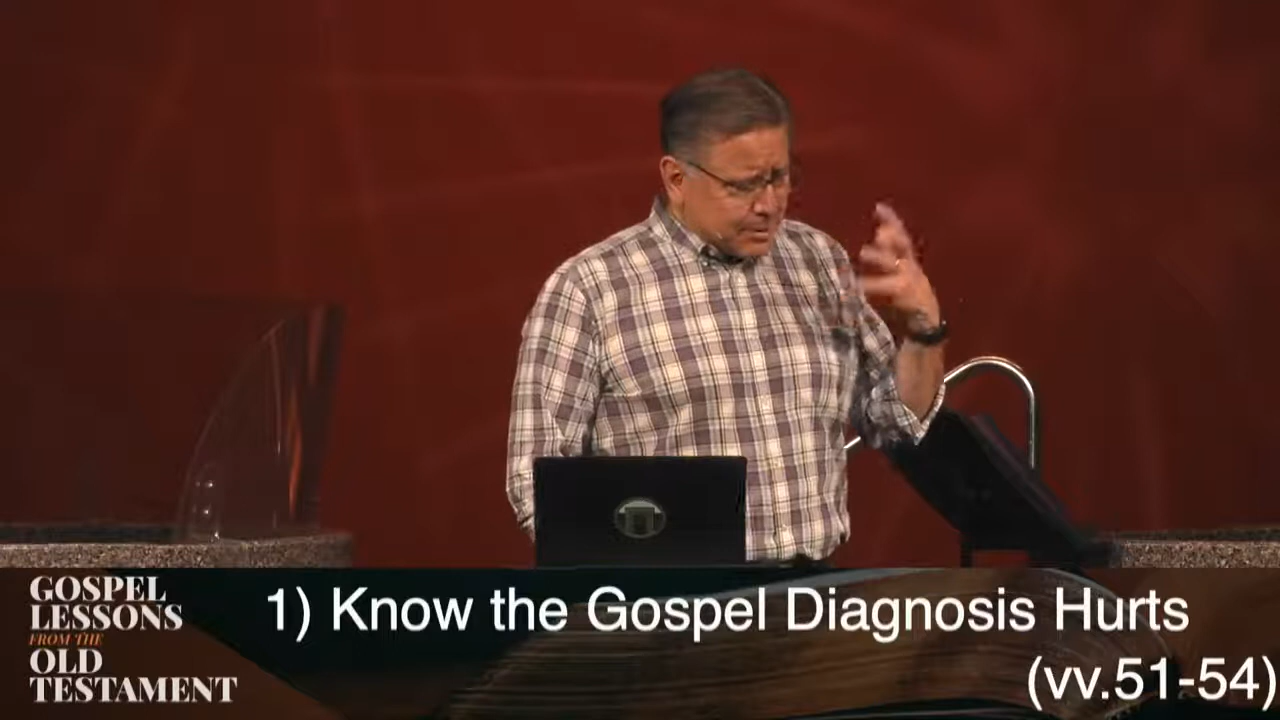 GOSPEL
LESSONS
FROM THE
OLD
TESTAMENT
1) Know the Gospel Diagnosis Hurts
(vv.51-54)